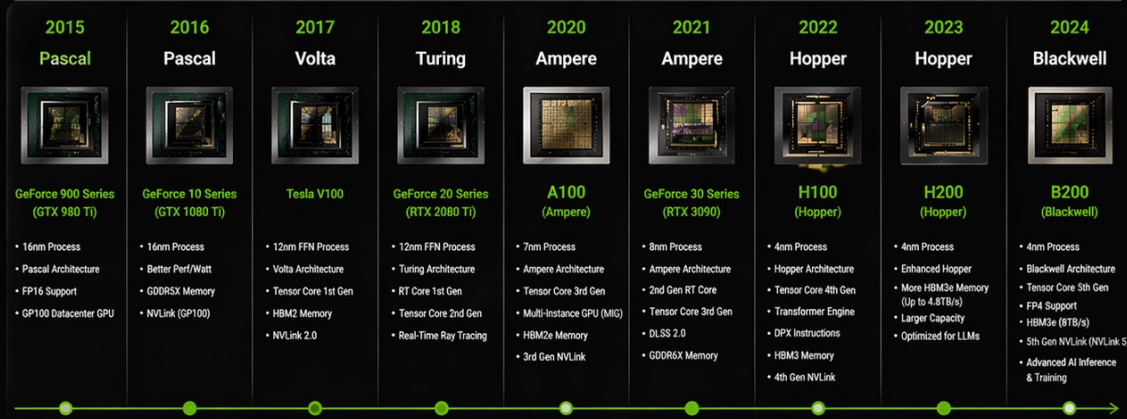 2015
Pascal
GeForce 900 Series
(GTX 980 Ti)
• 16nm Process
• Pascal Architecture
• FP16 Support
• GP100 Datacenter GPU
2016
Pascal
GeForce 10 Series
(GTX 1080 Ti)
• 16nm Process
• Better Perf/Watt
• GDDR5X Memory
• NVLink (GP100)
2017
Volta
Tesla V100
• 12nm FFN Process
• Volta Architecture
• Tensor Core 1st Gen
• HBM2 Memory
• NVLink 2.0
2018
Turing
GeForce 20 Series
(RTX 2080 Ti)
• 12nm FFN Process
• Turing Architecture
• RT Core 1st Gen
• Tensor Core 2nd Gen
• Real-Time Ray Tracing
2020
Ampere
A100
(Ampere)
• 7nm Process
• Ampere Architecture
• Tensor Core 3rd Gen
• Multi-Instance GPU (MIG)
• HBM2e Memory
• 3rd Gen NVLink
2021
Ampere
GeForce 30 Series
(RTX 3090)
• 8nm Process
• Ampere Architecture
• 2nd Gen RT Core
• Tensor Core 3rd Gen
• DLSS 2.0
• GDDR6X Memory
2022
Hopper
H100
(Hopper)
• 4nm Process
• Hopper Architecture
• Tensor Core 4th Gen
• Transformer Engine
• DPX Instructions
• HBM3 Memory
• 4th Gen NVLink
2023
Hopper
H200
(Hopper)
• 4nm Process
• Enhanced Hopper
• More HBM3e Memory
(Up to 4.8TB/s)
• Larger Capacity
• Optimized for LLMs
2024
Blackwell
B200
(Blackwell)
• 4nm Process
• Blackwell Architecture
• Tensor Core 5th Gen
• FP4 Support
• HBM3e (8TB/s)
• 5th Gen NVLink (NVLink 5
• Advanced AI Inference
& Training